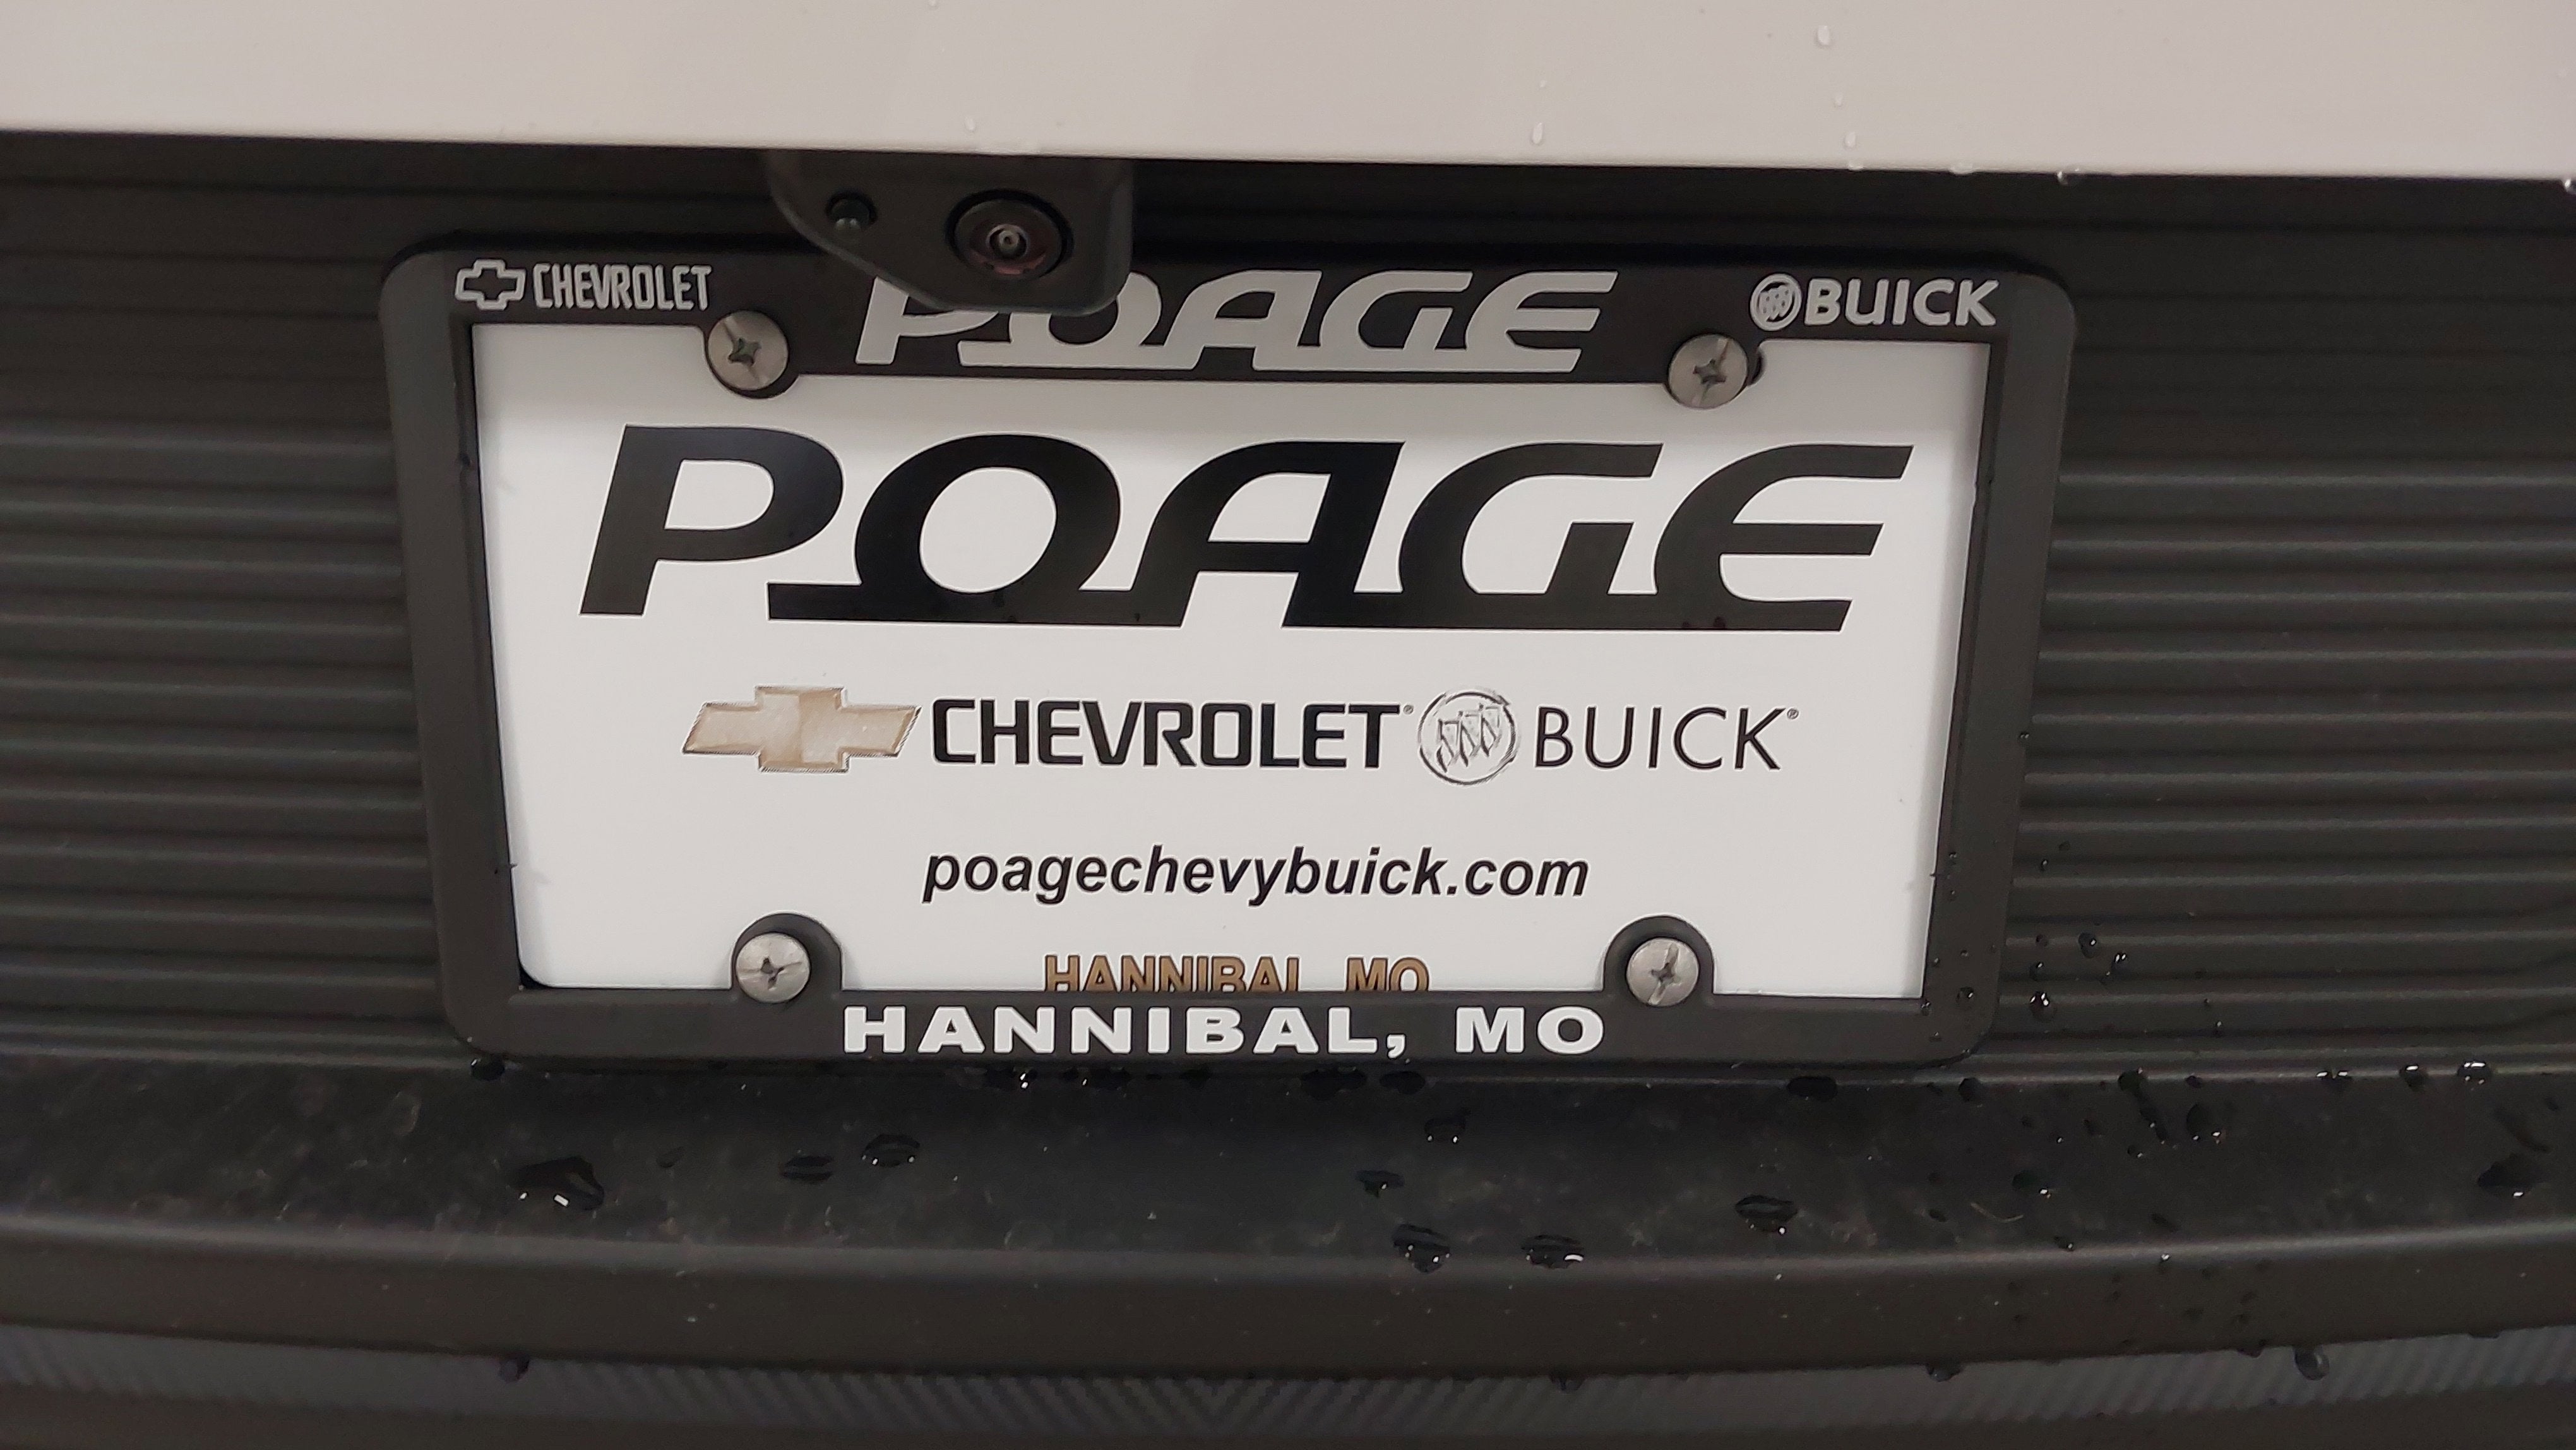 CHEVROLET POAGE BUICK
POAGE
CHEVROLET® BUICK®
poagechevybuick.com
HANNIBAL MO
HANNIBAL, MO